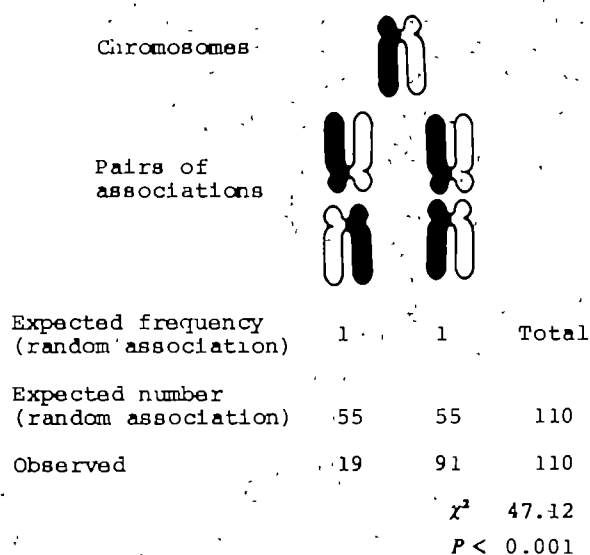 Chromosomes
Pairs of
associations
Expected frequency
(random association) 1 1 Total
Expected number
(random association) 55 55 110
Observed 19 91 110
χ² 47.12
P < 0.001